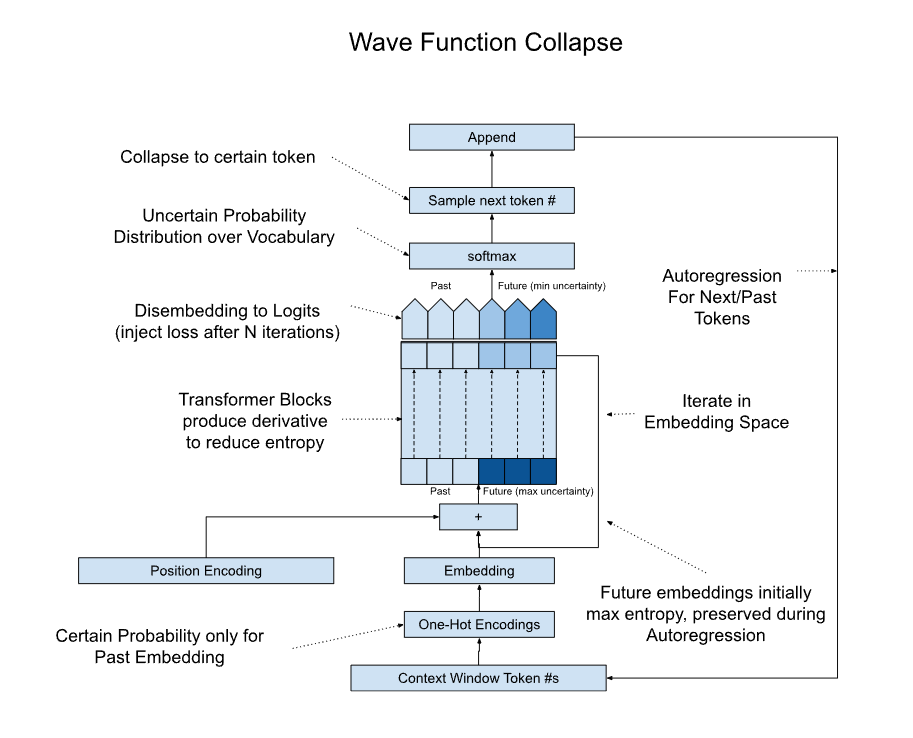 Wave Function Collapse
Append
Collapse to certain token
Sample next token #
Uncertain Probability
Distribution over Vocabulary
softmax
Past
Future (min uncertainty)
Autoregression
For Next/Past
Tokens
Disembedding to Logits
(inject loss after N iterations)
Transformer Blocks
produce derivative
to reduce entropy
Iterate in
Embedding Space
Past
Future (max uncertainty)
+
Position Encoding
Embedding
Future embeddings initially
max entropy, preserved during
Autoregression
One-Hot Encodings
Certain Probability only for
Past Embedding
Context Window Token #s